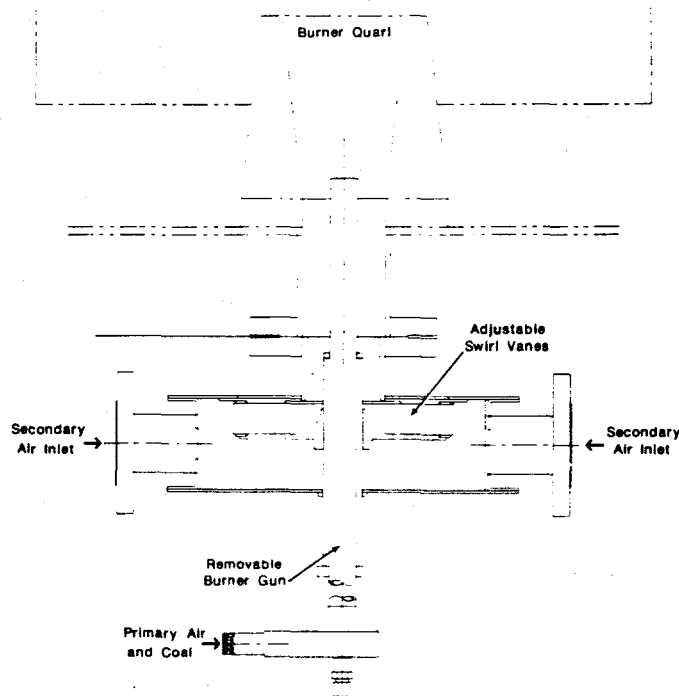 Burner Quarl
Adjustable
Swirl Vanes
Secondary
Air Inlet
Secondary
Air Inlet
Removable
Burner Gun
Primary Air
and Coal